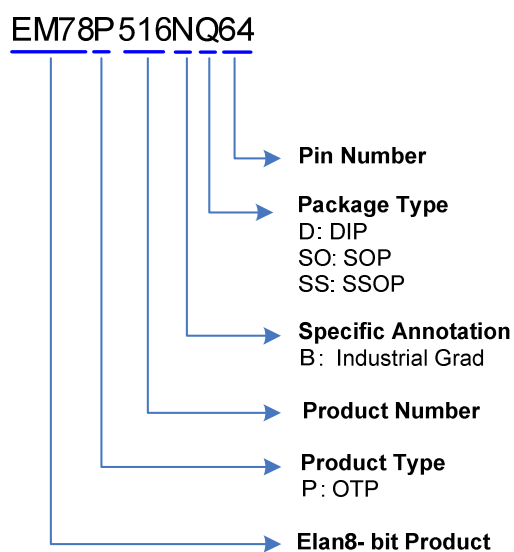 EM78P516NQ64
Pin Number
Package Type
D: DIP
SO: SOP
SS: SSOP
Specific Annotation
B: Industrial Grad
Product Number
Product Type
P: OTP
Elan8- bit Product